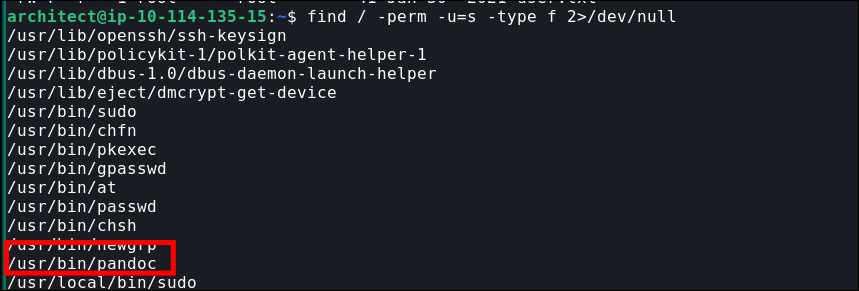 architect@ip-10-114-135-15:~$ find / -perm -u=s -type f 2>/dev/null
/usr/lib/openssh/ssh-keysign
/usr/lib/policykit-1/polkit-agent-helper-1
/usr/lib/dbus-1.0/dbus-daemon-launch-helper
/usr/lib/eject/dmcrypt-get-device
/usr/bin/sudo
/usr/bin/chfn
/usr/bin/pkexec
/usr/bin/gpasswd
/usr/bin/at
/usr/bin/passwd
/usr/bin/chsh
/usr/bin/newgrp
/usr/bin/pandoc
/usr/local/bin/sudo